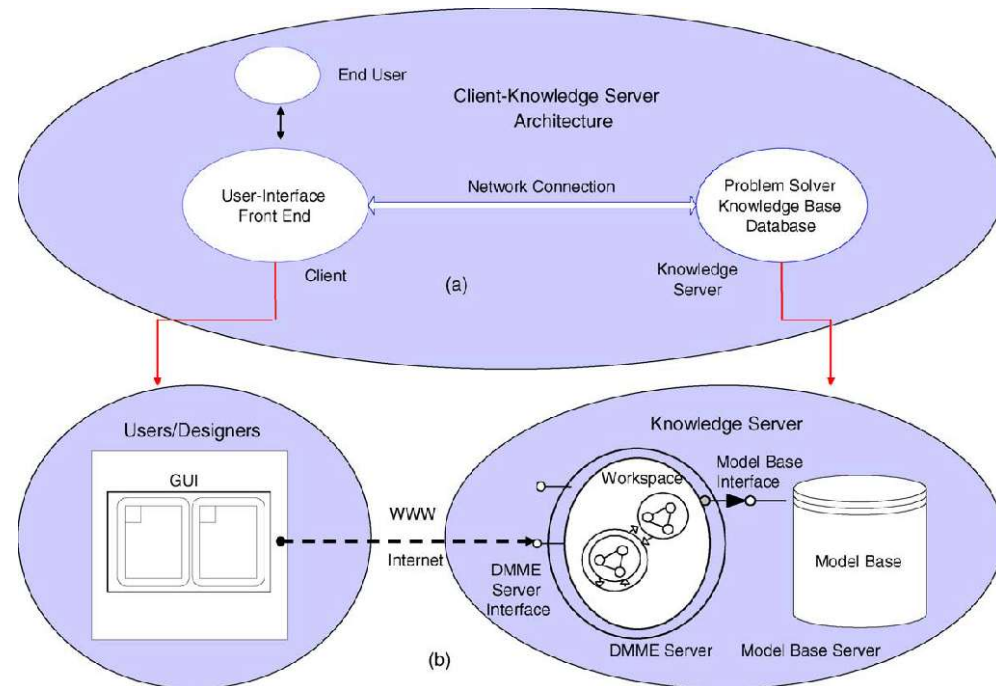 End User
Client-Knowledge Server
Architecture
User-Interface
Front End
Network Connection
Problem Solver
Knowledge Base
Database
Client
Knowledge
Server
(a)
Users/Designers
GUI
WWW
Internet
Knowledge Server
Workspace
Model Base
Interface
DMME
Server
Interface
Model Base
DMME Server
Model Base Server
(b)